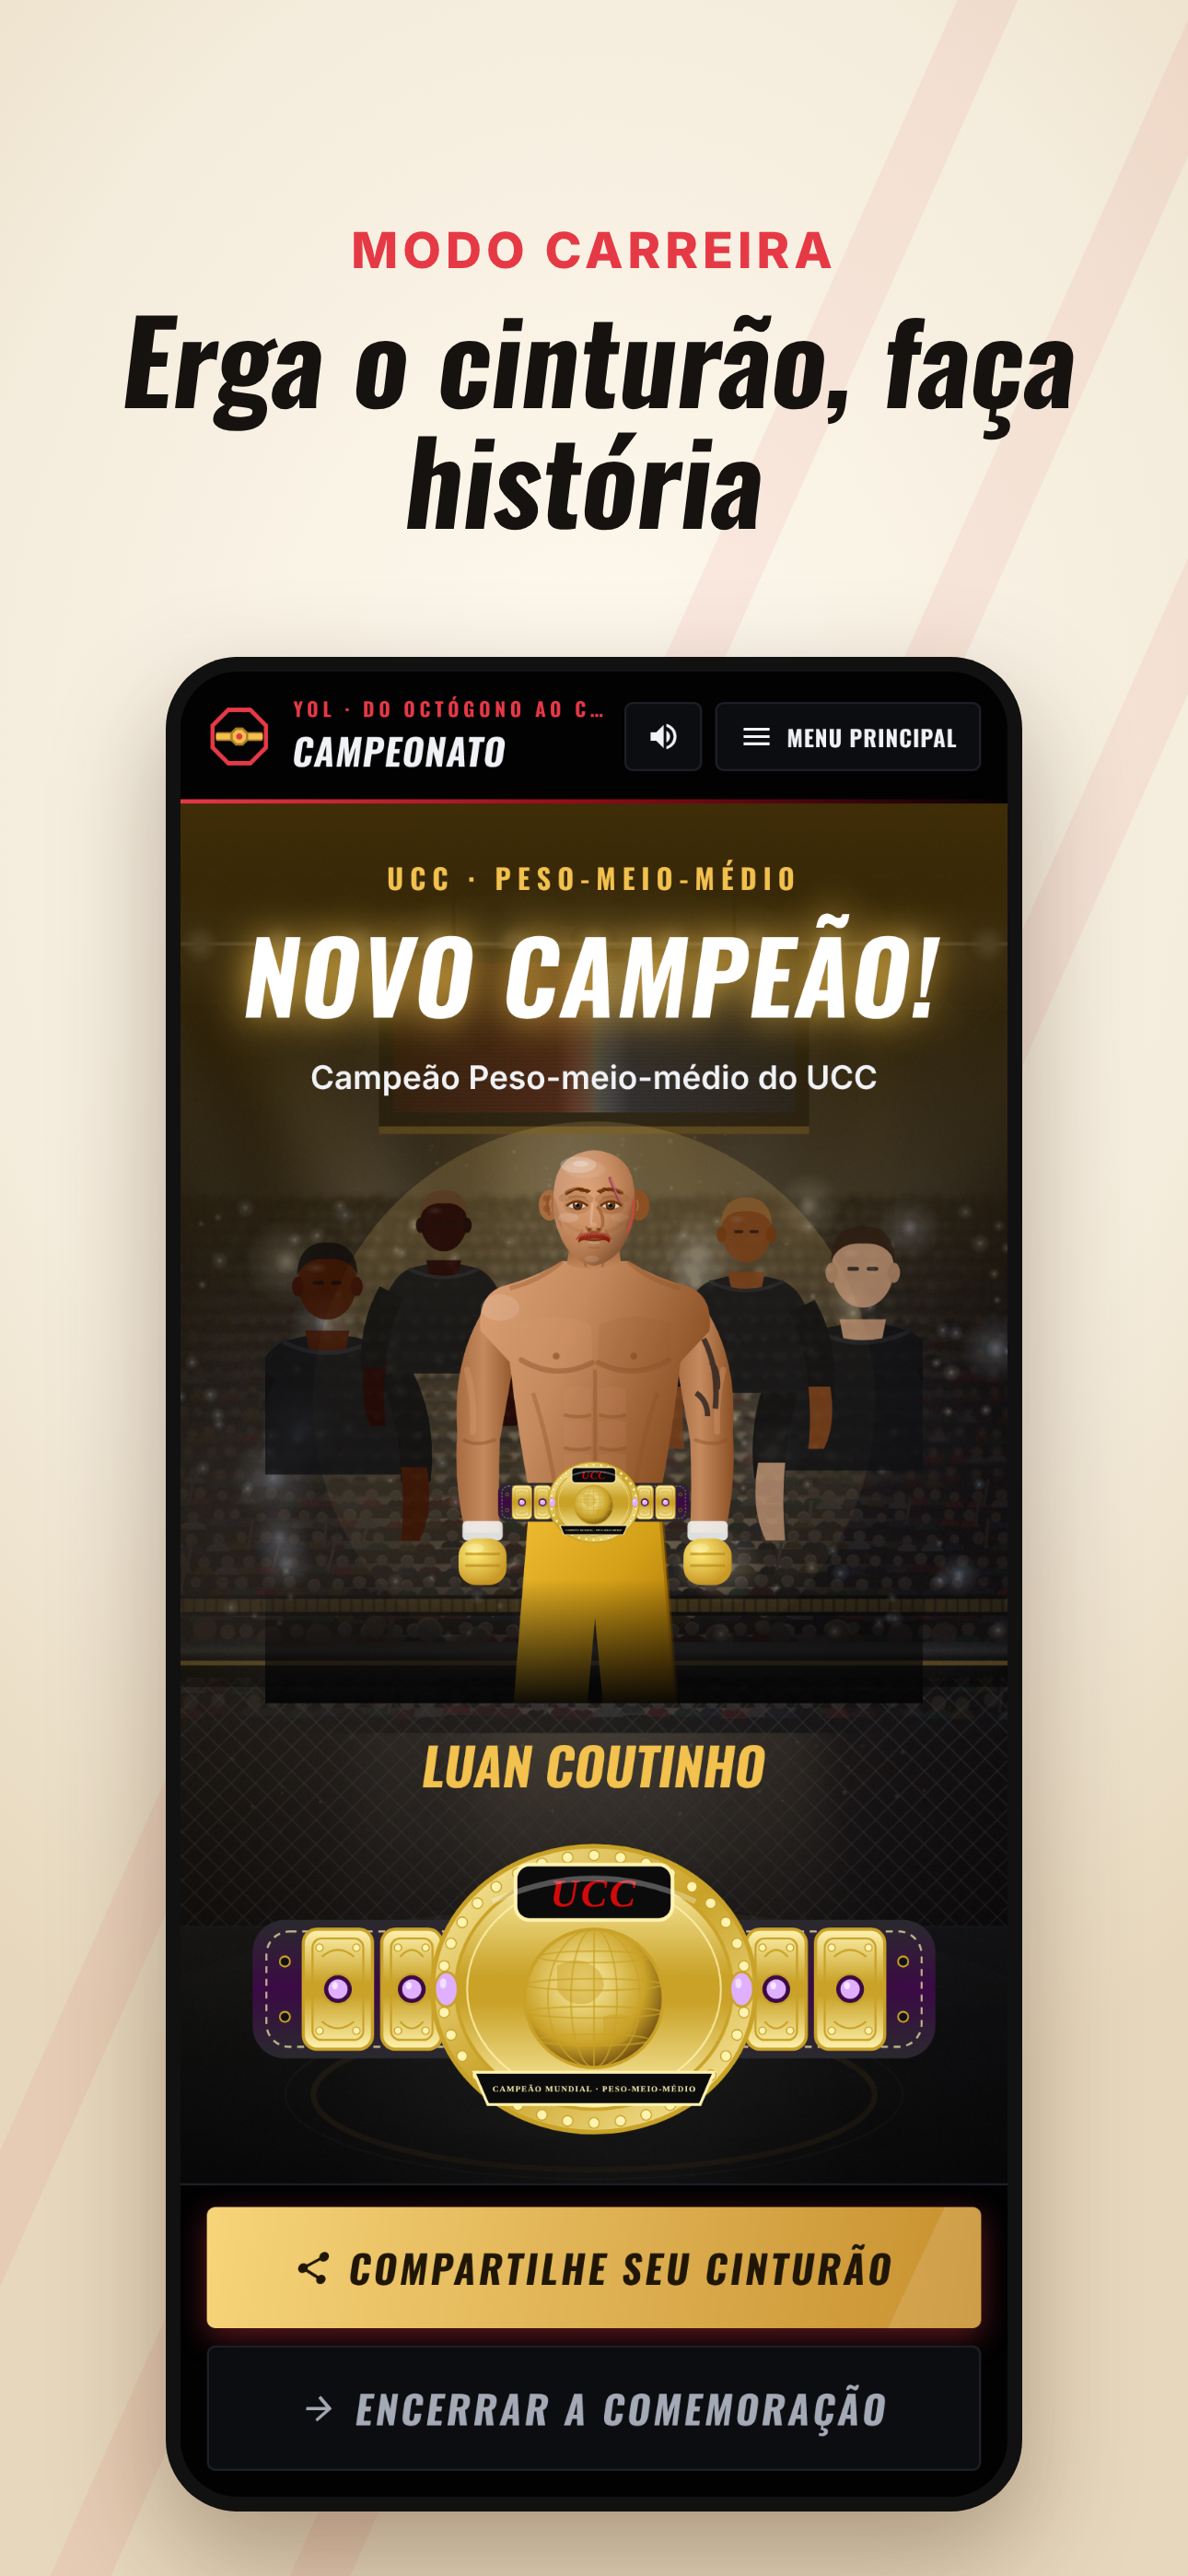 MODO CARREIRA
Erga o cinturão, faça
história
YOL · DO OCTÓGONO AO C…
CAMPEONATO
MENU PRINCIPAL
UCC · PESO-MEIO-MÉDIO
NOVO CAMPEÃO!
Campeão Peso-meio-médio do UCC
UCC
LUAN COUTINHO
UCC
CAMPEÃO MUNDIAL · PESO-MEIO-MÉDIO
COMPARTILHE SEU CINTURÃO
ENCERRAR A COMEMORAÇÃO